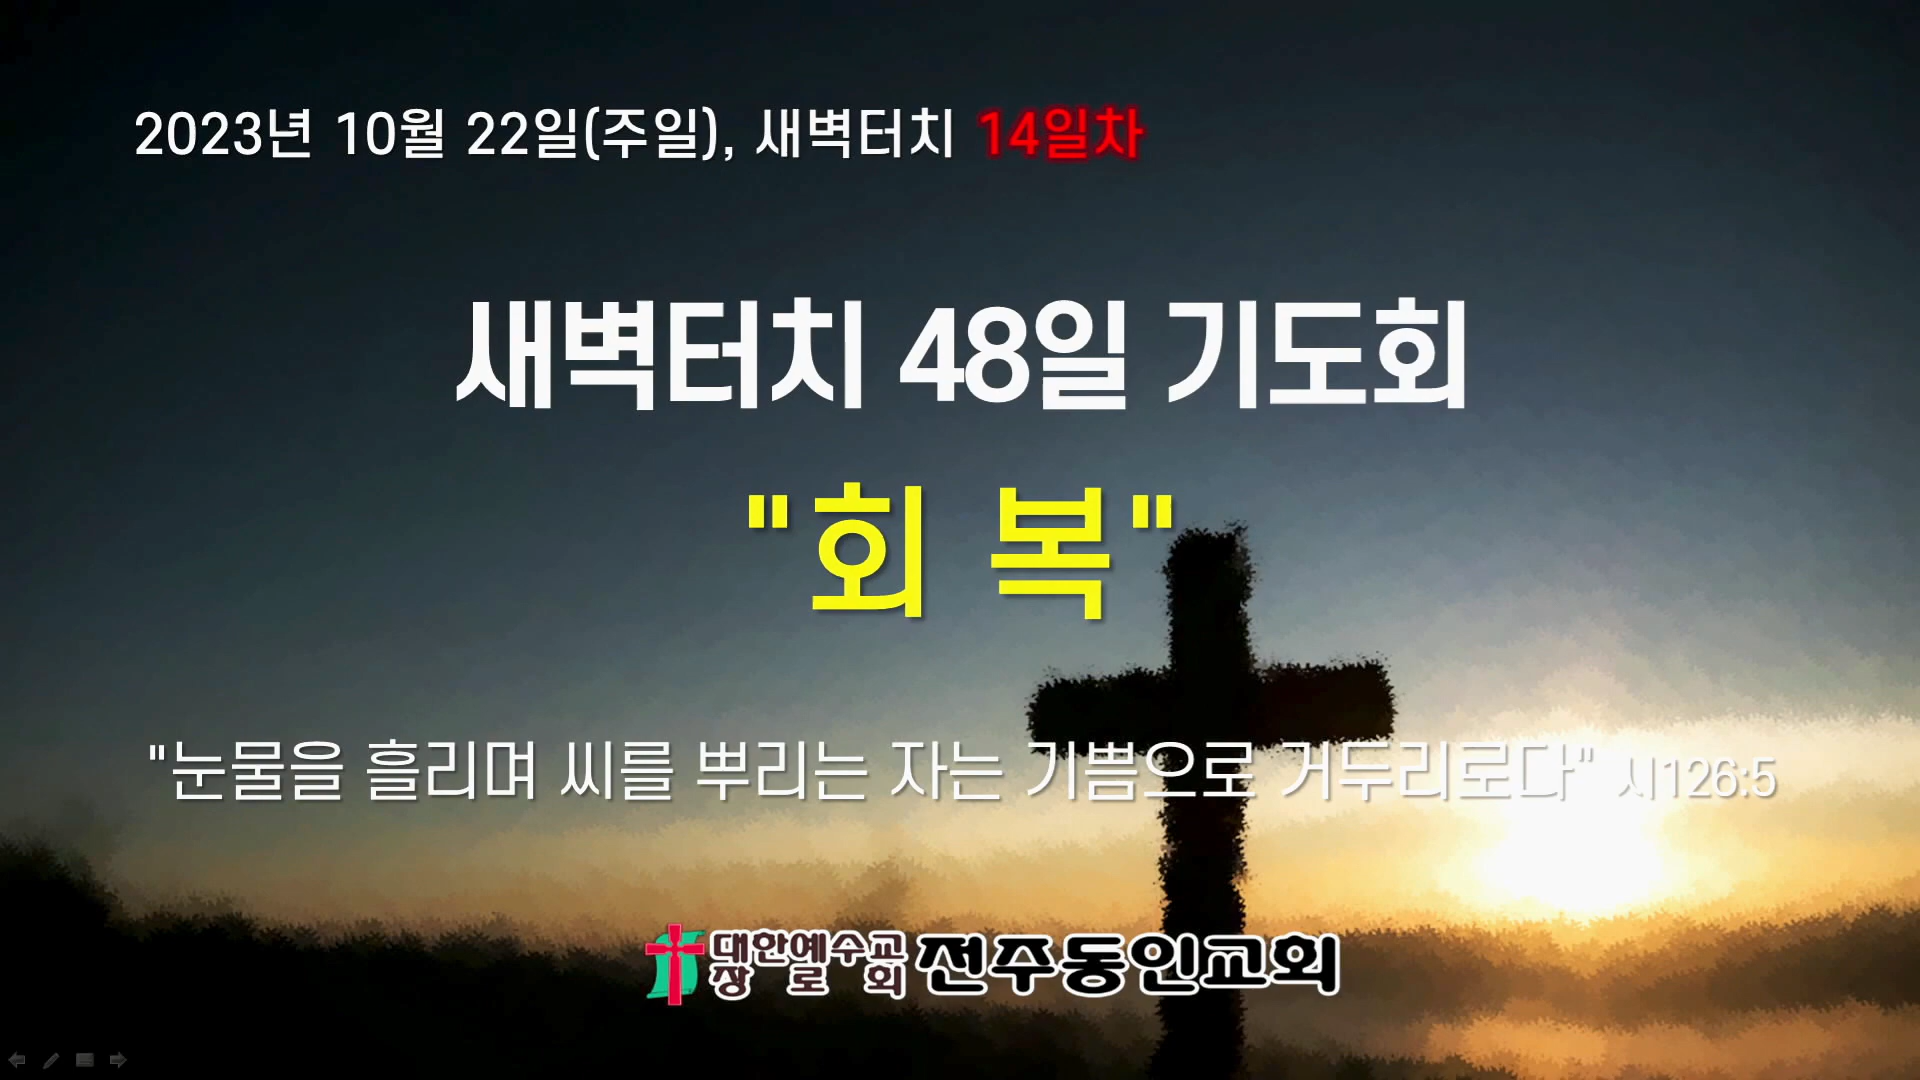 2023년 10월 22일(주일), 새벽터치 14일차
새벽터치 48일 기도회
"회 복"
"눈물을 흘리며 씨를 뿌리는 자는 기쁨으로 거두리로다" 시126:5
대한예수교장로회 전주동인교회